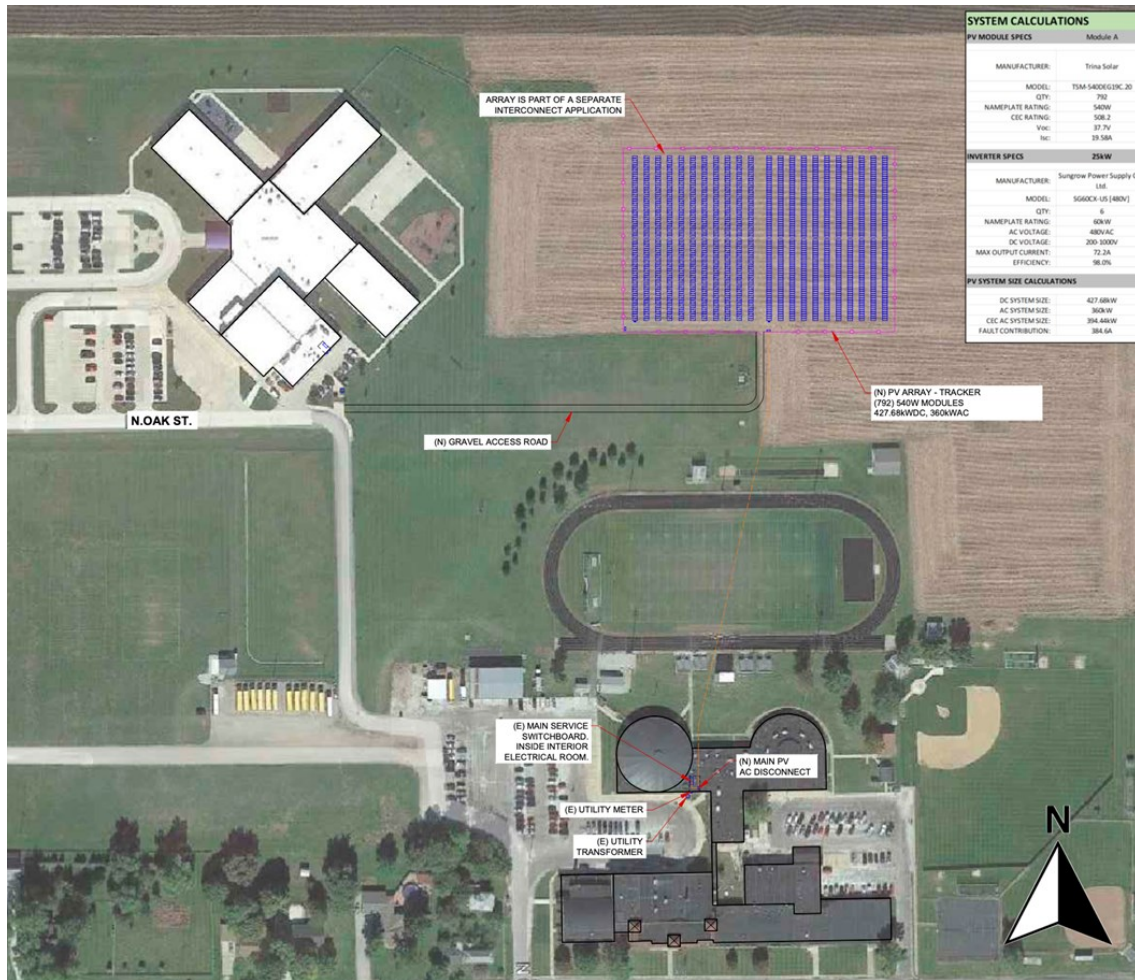 SYSTEM CALCULATIONS
PV MODULE SPECS Module A
MANUFACTURER: Trina Solar
MODEL: TSM-540DEG19C.20
QTY: 792
NAMEPLATE RATING: 540W
CEC RATING: 508.2
Voc: 37.7V
Isc: 19.58A
INVERTER SPECS 25kW
MANUFACTURER: Sungrow Power Supply
Ltd.
MODEL: SG60CX-US [480V]
QTY: 6
NAMEPLATE RATING: 60kW
AC VOLTAGE: 480VAC
DC VOLTAGE: 200-1000V
MAX OUTPUT CURRENT: 72.2A
EFFICIENCY: 98.0%
PV SYSTEM SIZE CALCULATIONS
DC SYSTEM SIZE: 427.68kW
AC SYSTEM SIZE: 360kW
CEC AC SYSTEM SIZE: 394.44kW
FAULT CONTRIBUTION: 384.6A
ARRAY IS PART OF A SEPARATE
INTERCONNECT APPLICATION
(N) PV ARRAY - TRACKER
(792) 540W MODULES
427.68kWDC, 360kWAC
N.OAK ST.
(N) GRAVEL ACCESS ROAD
(E) MAIN SERVICE
SWITCHBOARD.
INSIDE INTERIOR
ELECTRICAL ROOM.
(N) MAIN PV
AC DISCONNECT
(E) UTILITY METER
(E) UTILITY
TRANSFORMER
N
N